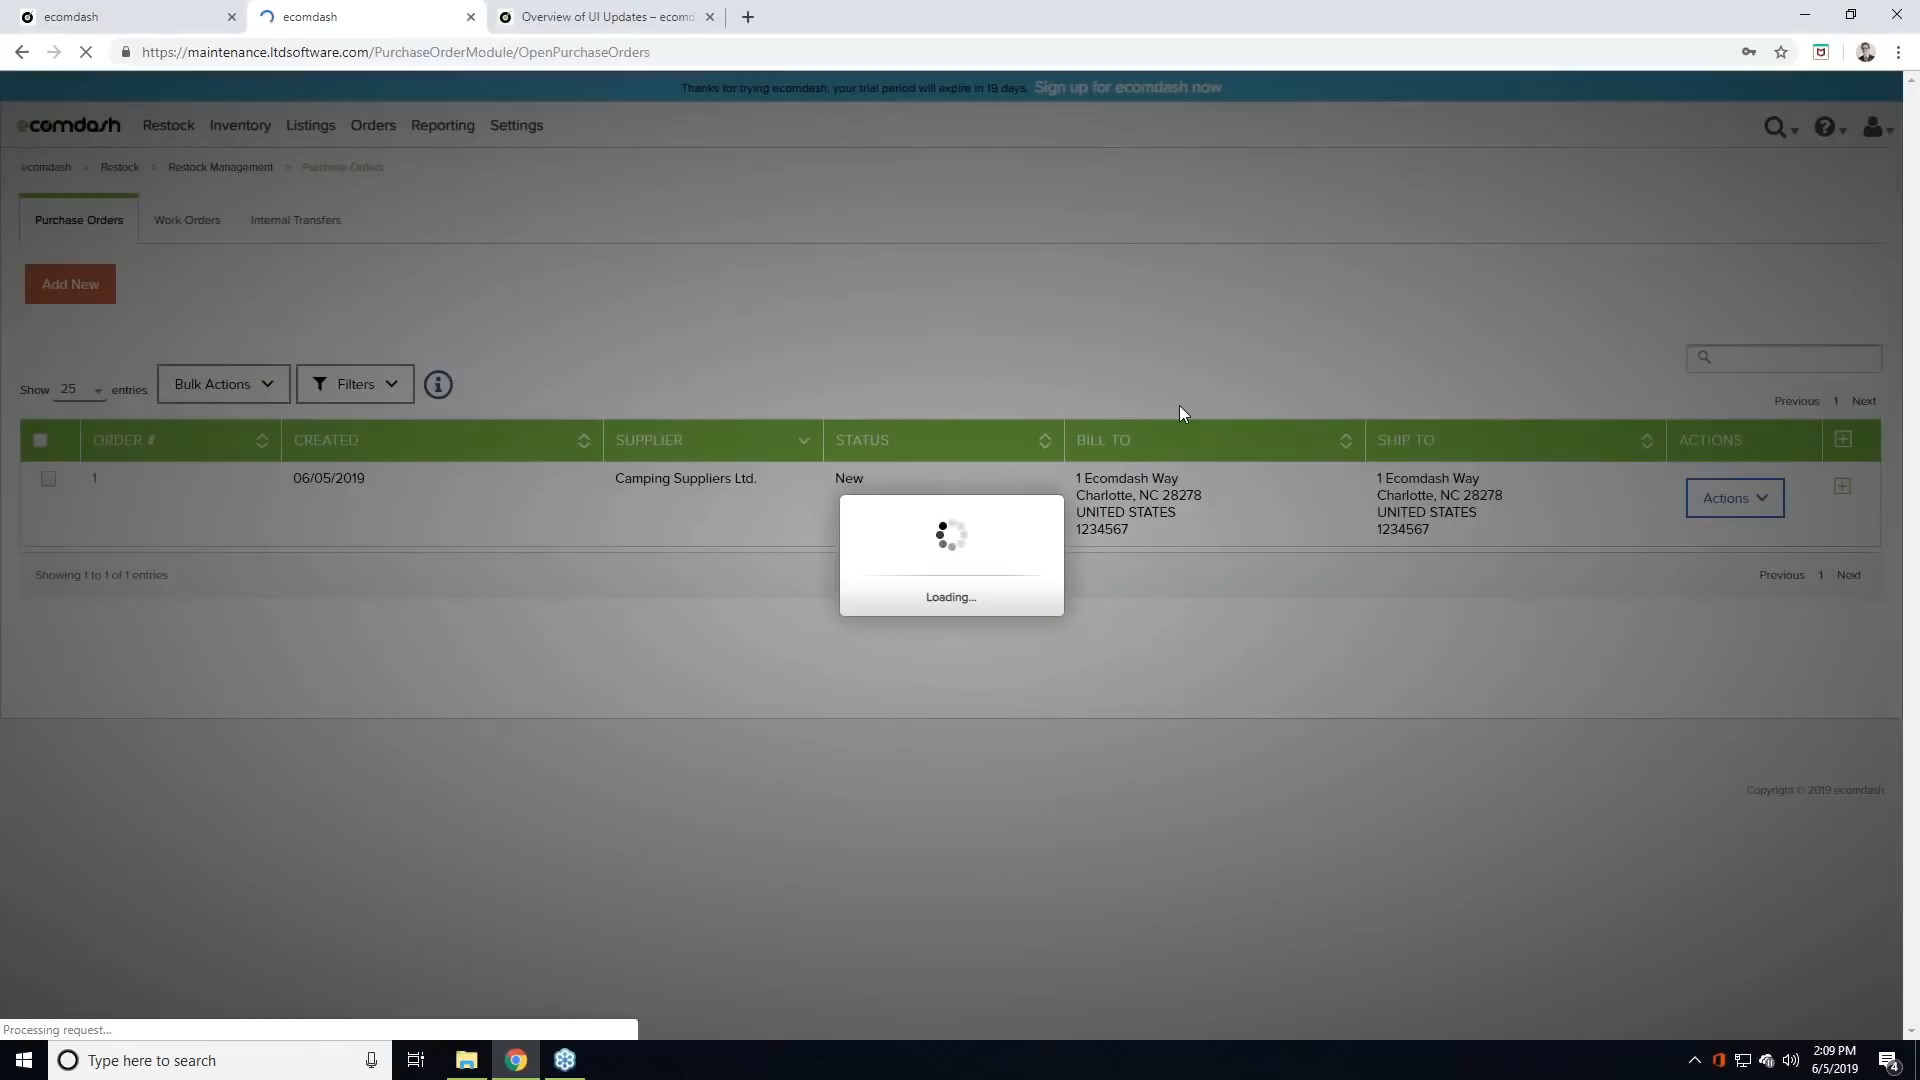 ecomdash
ecomdash
Overview of UI Updates – ecomd
https://maintenance.ltdsoftware.com/PurchaseOrderModule/OpenPurchaseOrders
Thanks for trying ecomdash, your trial period will expire in 19 days. Sign up for ecomdash now
ecomdash Restock Inventory Listings Orders Reporting Settings
ecomdash > Restock > Restock Management > Purchase Orders
Purchase Orders Work Orders Internal Transfers
Add New
Show 25 entries Bulk Actions Filters
Previous 1 Next
ORDER # CREATED SUPPLIER STATUS BILL TO SHIP TO ACTIONS
1 06/05/2019 Camping Suppliers Ltd. New 1 Ecomdash Way 1 Ecomdash Way
Charlotte, NC 28278 Charlotte, NC 28278
Actions
UNITED STATES UNITED STATES
1234567 1234567
Showing 1 to 1 of 1 entries Previous 1 Next
Loading...
Copyright © 2019 ecomdash
Processing request...
Type here to search
2:09 PM
6/5/2019
4